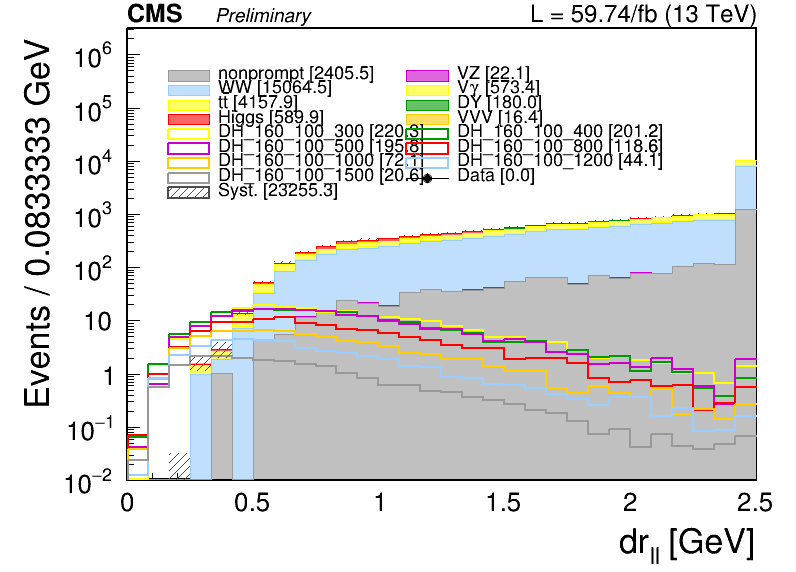 CMS Preliminary L = 59.74/fb (13 TeV)
Events / 0.0833333 GeV
10^6
10^5
10^4
10^3
10^2
10
1
10^−1
10^−2
nonprompt [2405.5] VZ [22.1]
WW [15064.5] Vγ [573.4]
tt [4157.9] DY [180.0]
Higgs [589.9] VVV [16.4]
DH_160_100_300 [220.3] DH_160_100_400 [201.2]
DH_160_100_500 [195.8] DH_160_100_800 [118.6]
DH_160_100_1000 [72.1] DH_160_100_1200 [44.1]
DH_160_100_1500 [20.6] Data [0.0]
Syst. [23255.3]
0 0.5 1 1.5 2 2.5
dr_ll [GeV]